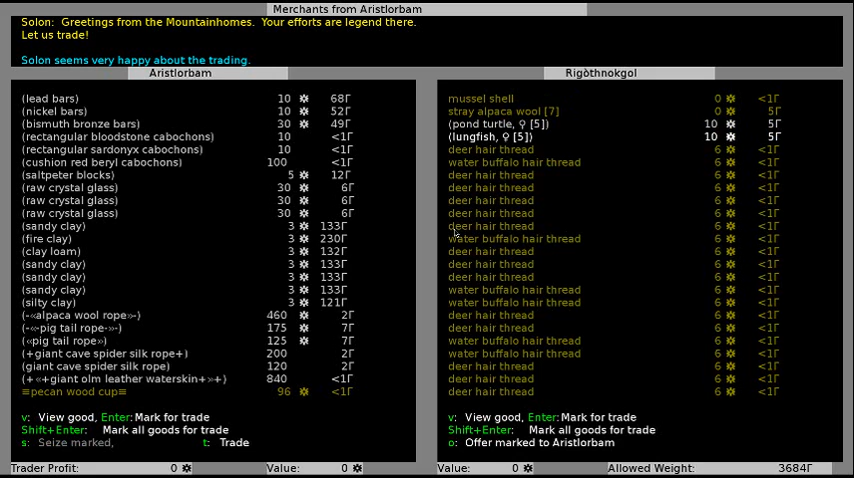 Merchants from Aristlorbam
Solon: Greetings from the Mountainhomes. Your efforts are legend there.
Let us trade!
Solon seems very happy about the trading.
Aristlorbam
(lead bars) 10 ☼ 68Γ
(nickel bars) 10 ☼ 52Γ
(bismuth bronze bars) 30 ☼ 49Γ
(rectangular bloodstone cabochons) 10 <1Γ
(rectangular sardonyx cabochons) 10 <1Γ
(cushion red beryl cabochons) 100 <1Γ
(saltpeter blocks) 5 ☼ 12Γ
(raw crystal glass) 30 ☼ 6Γ
(raw crystal glass) 30 ☼ 6Γ
(raw crystal glass) 30 ☼ 6Γ
(sandy clay) 3 ☼ 133Γ
(fire clay) 3 ☼ 230Γ
(clay loam) 3 ☼ 132Γ
(sandy clay) 3 ☼ 133Γ
(sandy clay) 3 ☼ 133Γ
(sandy clay) 3 ☼ 133Γ
(silty clay) 3 ☼ 121Γ
(-«alpaca wool rope»-) 460 ☼ 2Γ
(-«-pig tail rope-»-) 175 ☼ 7Γ
(«pig tail rope») 125 ☼ 7Γ
(+giant cave spider silk rope+) 200 2Γ
(giant cave spider silk rope) 120 2Γ
(+«+giant olm leather waterskin+»+) 840 <1Γ
≡pecan wood cup≡ 96 ☼ <1Γ
v: View good, Enter: Mark for trade
Shift+Enter: Mark all goods for trade
s: Seize marked, t: Trade
Trader Profit: 0 ☼ Value: 0 ☼
Rigòthnokgol
mussel shell 0 ☼ <1Γ
stray alpaca wool [7] 0 ☼ 5Γ
(pond turtle, ♀ [5]) 10 ☼ 5Γ
(lungfish, ♀ [5]) 10 ☼ 5Γ
deer hair thread 6 ☼ <1Γ
water buffalo hair thread 6 ☼ <1Γ
deer hair thread 6 ☼ <1Γ
deer hair thread 6 ☼ <1Γ
deer hair thread 6 ☼ <1Γ
deer hair thread 6 ☼ <1Γ
deer hair thread 6 ☼ <1Γ
water buffalo hair thread 6 ☼ <1Γ
deer hair thread 6 ☼ <1Γ
deer hair thread 6 ☼ <1Γ
deer hair thread 6 ☼ <1Γ
water buffalo hair thread 6 ☼ <1Γ
water buffalo hair thread 6 ☼ <1Γ
deer hair thread 6 ☼ <1Γ
deer hair thread 6 ☼ <1Γ
water buffalo hair thread 6 ☼ <1Γ
water buffalo hair thread 6 ☼ <1Γ
deer hair thread 6 ☼ <1Γ
deer hair thread 6 ☼ <1Γ
deer hair thread 6 ☼ <1Γ
v: View good, Enter: Mark for trade
Shift+Enter: Mark all goods for trade
o: Offer marked to Aristlorbam
Value: 0 ☼ Allowed Weight: 3684Γ